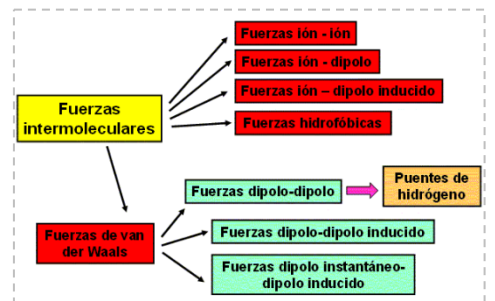 Fuerzas ión - ión
Fuerzas ión - dipolo
Fuerzas ión – dipolo inducido
Fuerzas hidrofóbicas
Fuerzas
intermoleculares
Fuerzas dipolo-dipolo
Puentes de
hidrógeno
Fuerzas de van
der Waals
Fuerzas dipolo-dipolo inducido
Fuerzas dipolo instantáneo-
dipolo inducido